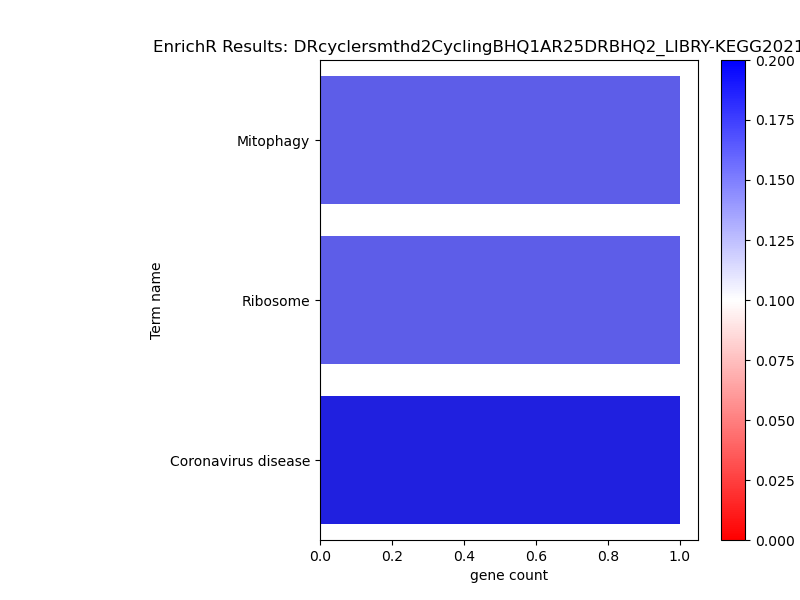 EnrichR Results: DRcyclersmthd2CyclingBHQ1AR25DRBHQ2_LIBRY-KEGG2021
Term name
Mitophagy
Ribosome
Coronavirus disease
0.0 0.2 0.4 0.6 0.8 1.0
gene count
0.200
0.175
0.150
0.125
0.100
0.075
0.050
0.025
0.000